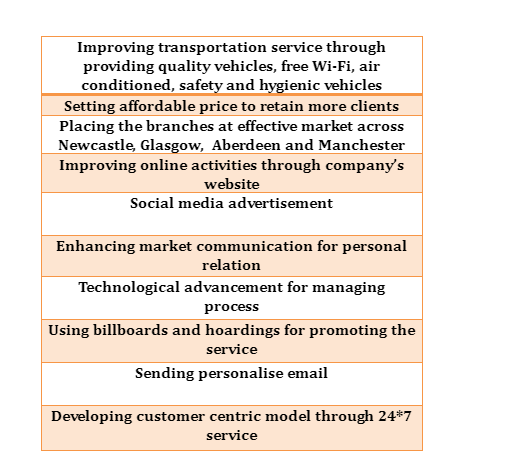 Improving transportation service through
providing quality vehicles, free Wi-Fi, air
conditioned, safety and hygienic vehicles
Setting affordable price to retain more clients
Placing the branches at effective market across
Newcastle, Glasgow, Aberdeen and Manchester
Improving online activities through company’s
website
Social media advertisement
Enhancing market communication for personal
relation
Technological advancement for managing
process
Using billboards and hoardings for promoting the
service
Sending personalise email
Developing customer centric model through 24*7
service